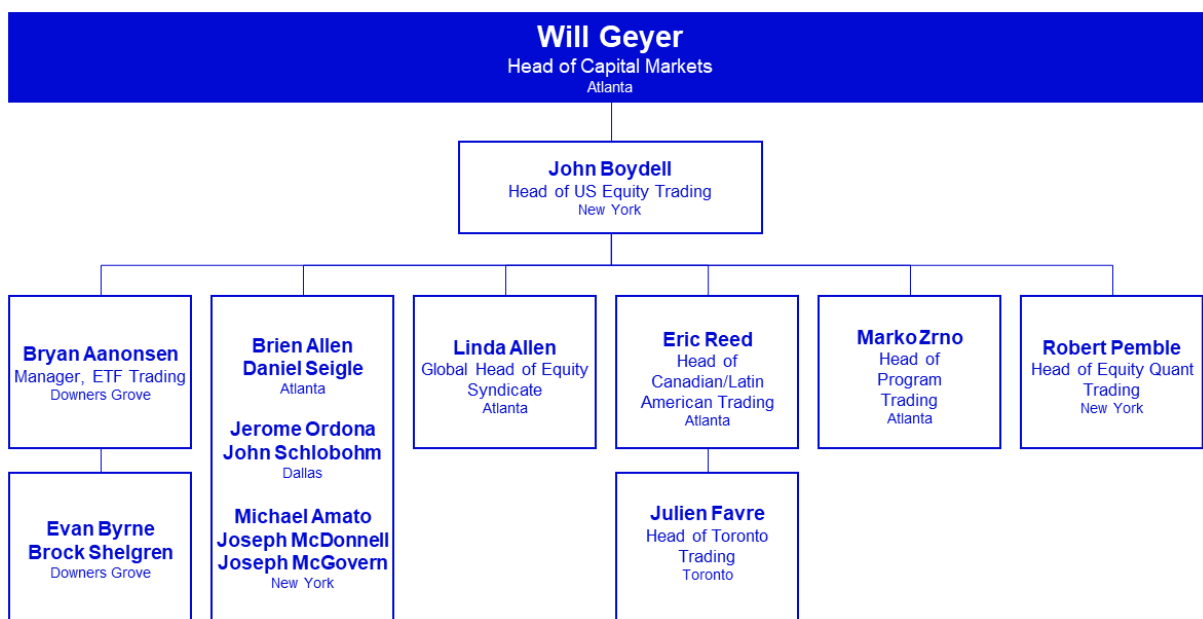 Will Geyer
Head of Capital Markets
Atlanta
John Boydell
Head of US Equity Trading
New York
Bryan Aanonsen
Manager, ETF Trading
Downers Grove
Brien Allen
Daniel Seigle
Atlanta
Jerome Ordona
John Schlobohm
Dallas
Michael Amato
Joseph McDonnell
Joseph McGovern
New York
Linda Allen
Global Head of Equity
Syndicate
Atlanta
Eric Reed
Head of
Canadian/Latin
American Trading
Atlanta
Marko Zrno
Head of
Program
Trading
Atlanta
Robert Pemble
Head of Equity Quant
Trading
New York
Evan Byrne
Brock Shelgren
Downers Grove
Julien Favre
Head of Toronto
Trading
Toronto